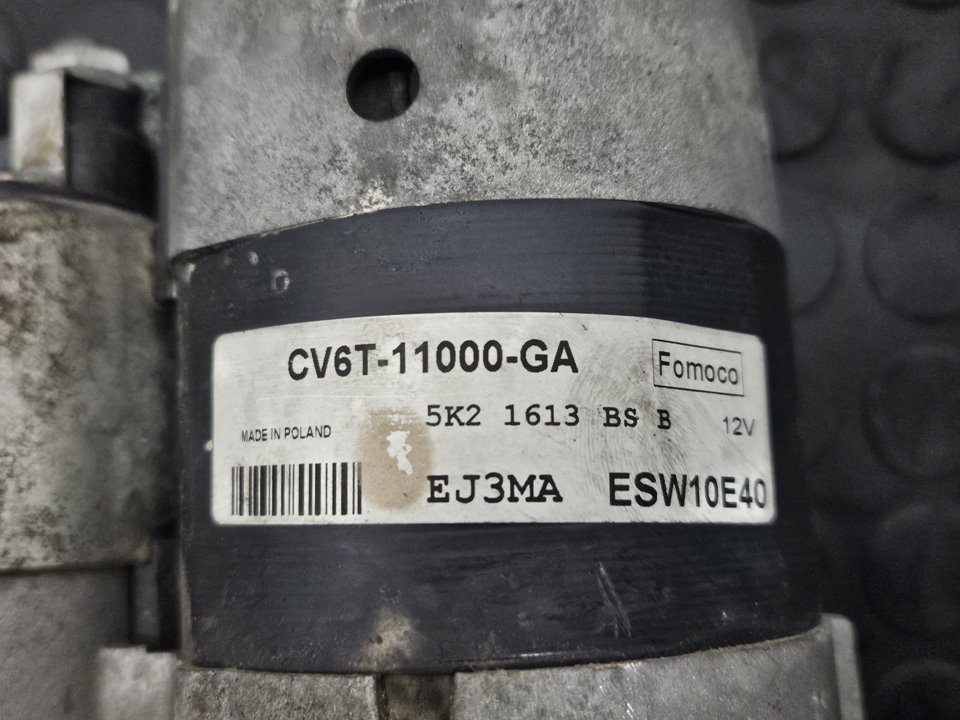 CV6T-11000-GA Fomoco
5K2 1613 BS B 12V
MADE IN POLAND
EJ3MA ESW10E40